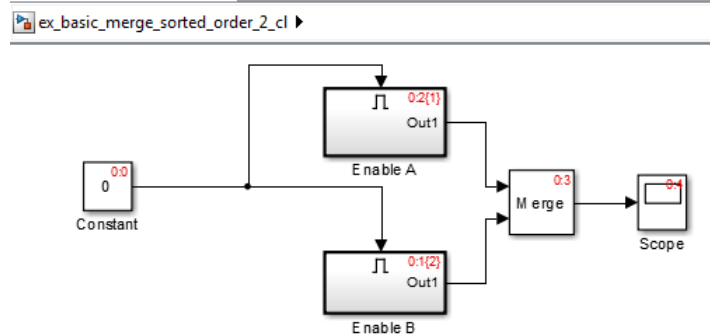 ex_basic_merge_sorted_order_2_cl
0:2{1}
Out1
Enable A
0:0
0
Constant
0:3
Merge
0:4
Scope
0:1{2}
Out1
Enable B